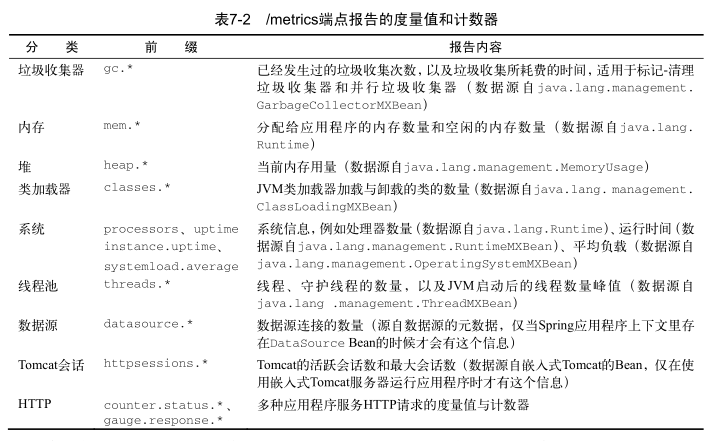 表7-2 /metrics端点报告的度量值和计数器
分 类 前 缀 报告内容
垃圾收集器 gc.* 已经发生过的垃圾收集次数，以及垃圾收集所耗费的时间，适用于标记-清理
垃圾收集器和并行垃圾收集器（数据源自java.lang.management.
GarbageCollectorMXBean）
内存 mem.* 分配给应用程序的内存数量和空闲的内存数量（数据源自java.lang.
Runtime）
堆 heap.* 当前内存用量（数据源自java.lang.management.MemoryUsage）
类加载器 classes.* JVM类加载器加载与卸载的类的数量（数据源自java.lang. management.
ClassLoadingMXBean）
系统 processors、uptime 系统信息，例如处理器数量（数据源自java.lang.Runtime）、运行时间（数
instance.uptime、 据源自java.lang.management.RuntimeMXBean）、平均负载（数据源自
systemload.average java.lang.management.OperatingSystemMXBean）
线程池 threads.* 线程、守护线程的数量，以及JVM启动后的线程数量峰值（数据源自
java.lang .management.ThreadMXBean）
数据源 datasource.* 数据源连接的数量（源自数据源的元数据，仅当Spring应用程序上下文里存
在DataSource Bean的时候才会有这个信息）
Tomcat会话 httpsessions.* Tomcat的活跃会话数和最大会话数（数据源自嵌入式Tomcat的Bean，仅在使
用嵌入式Tomcat服务器运行应用程序时才有这个信息）
HTTP counter.status.*、 多种应用程序服务HTTP请求的度量值与计数器
gauge.response.*